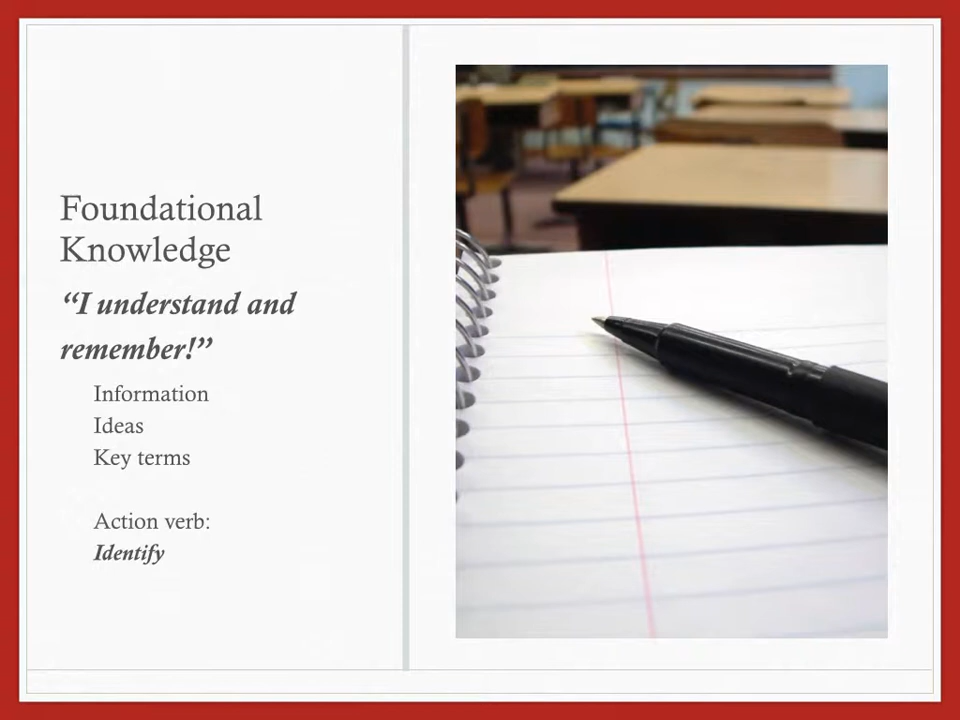 Foundational
Knowledge
“I understand and
remember!”
Information
Ideas
Key terms
Action verb:
Identify